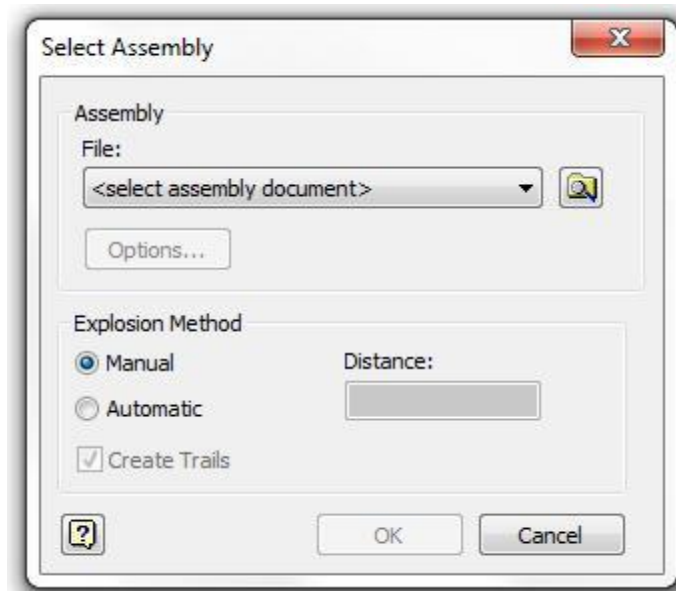 Select Assembly
Assembly
File:
<select assembly document>
Options...
Explosion Method
Manual
Distance:
Automatic
Create Trails
OK
Cancel